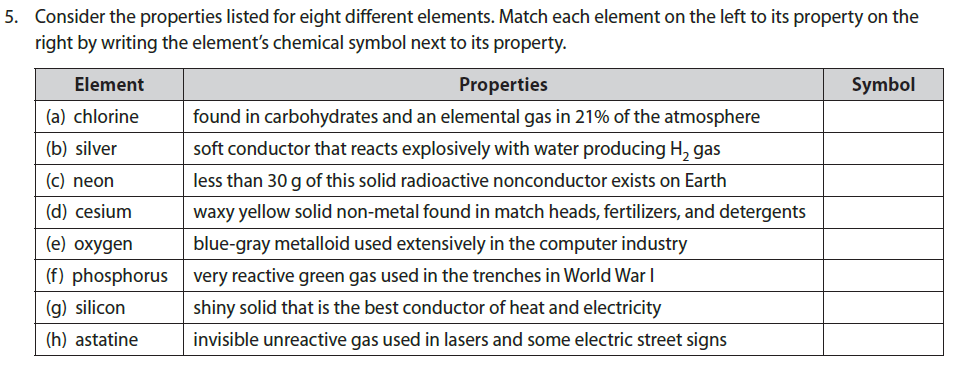 5. Consider the properties listed for eight different elements. Match each element on the left to its property on the
right by writing the element's chemical symbol next to its property.
Element Properties Symbol
(a) chlorine found in carbohydrates and an elemental gas in 21% of the atmosphere
(b) silver soft conductor that reacts explosively with water producing H₂ gas
(c) neon less than 30 g of this solid radioactive nonconductor exists on Earth
(d) cesium waxy yellow solid non-metal found in match heads, fertilizers, and detergents
(e) oxygen blue-gray metalloid used extensively in the computer industry
(f) phosphorus very reactive green gas used in the trenches in World War I
(g) silicon shiny solid that is the best conductor of heat and electricity
(h) astatine invisible unreactive gas used in lasers and some electric street signs